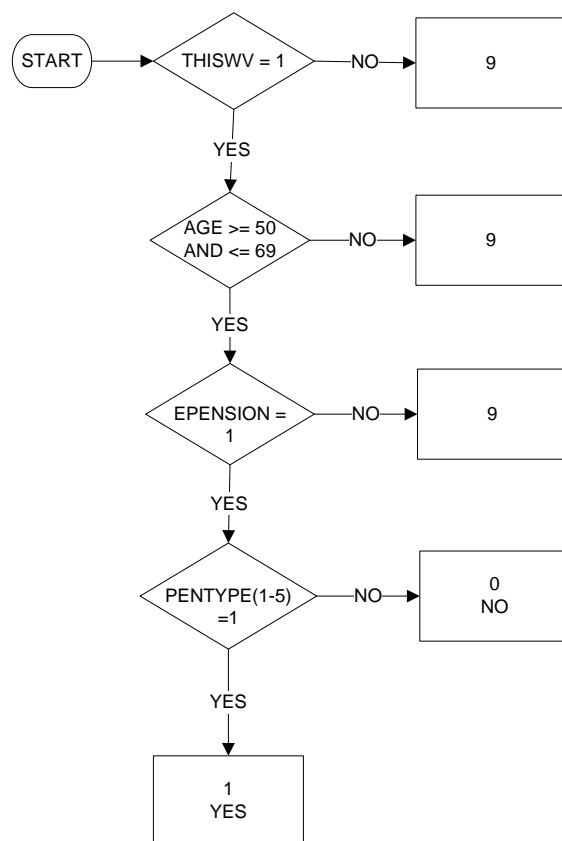 START
THISWV = 1
NO
9
YES
AGE >= 50
AND <= 69
NO
9
YES
EPENSION =
1
NO
9
YES
PENTYPE(1-5)
=1
NO
0
NO
YES
1
YES